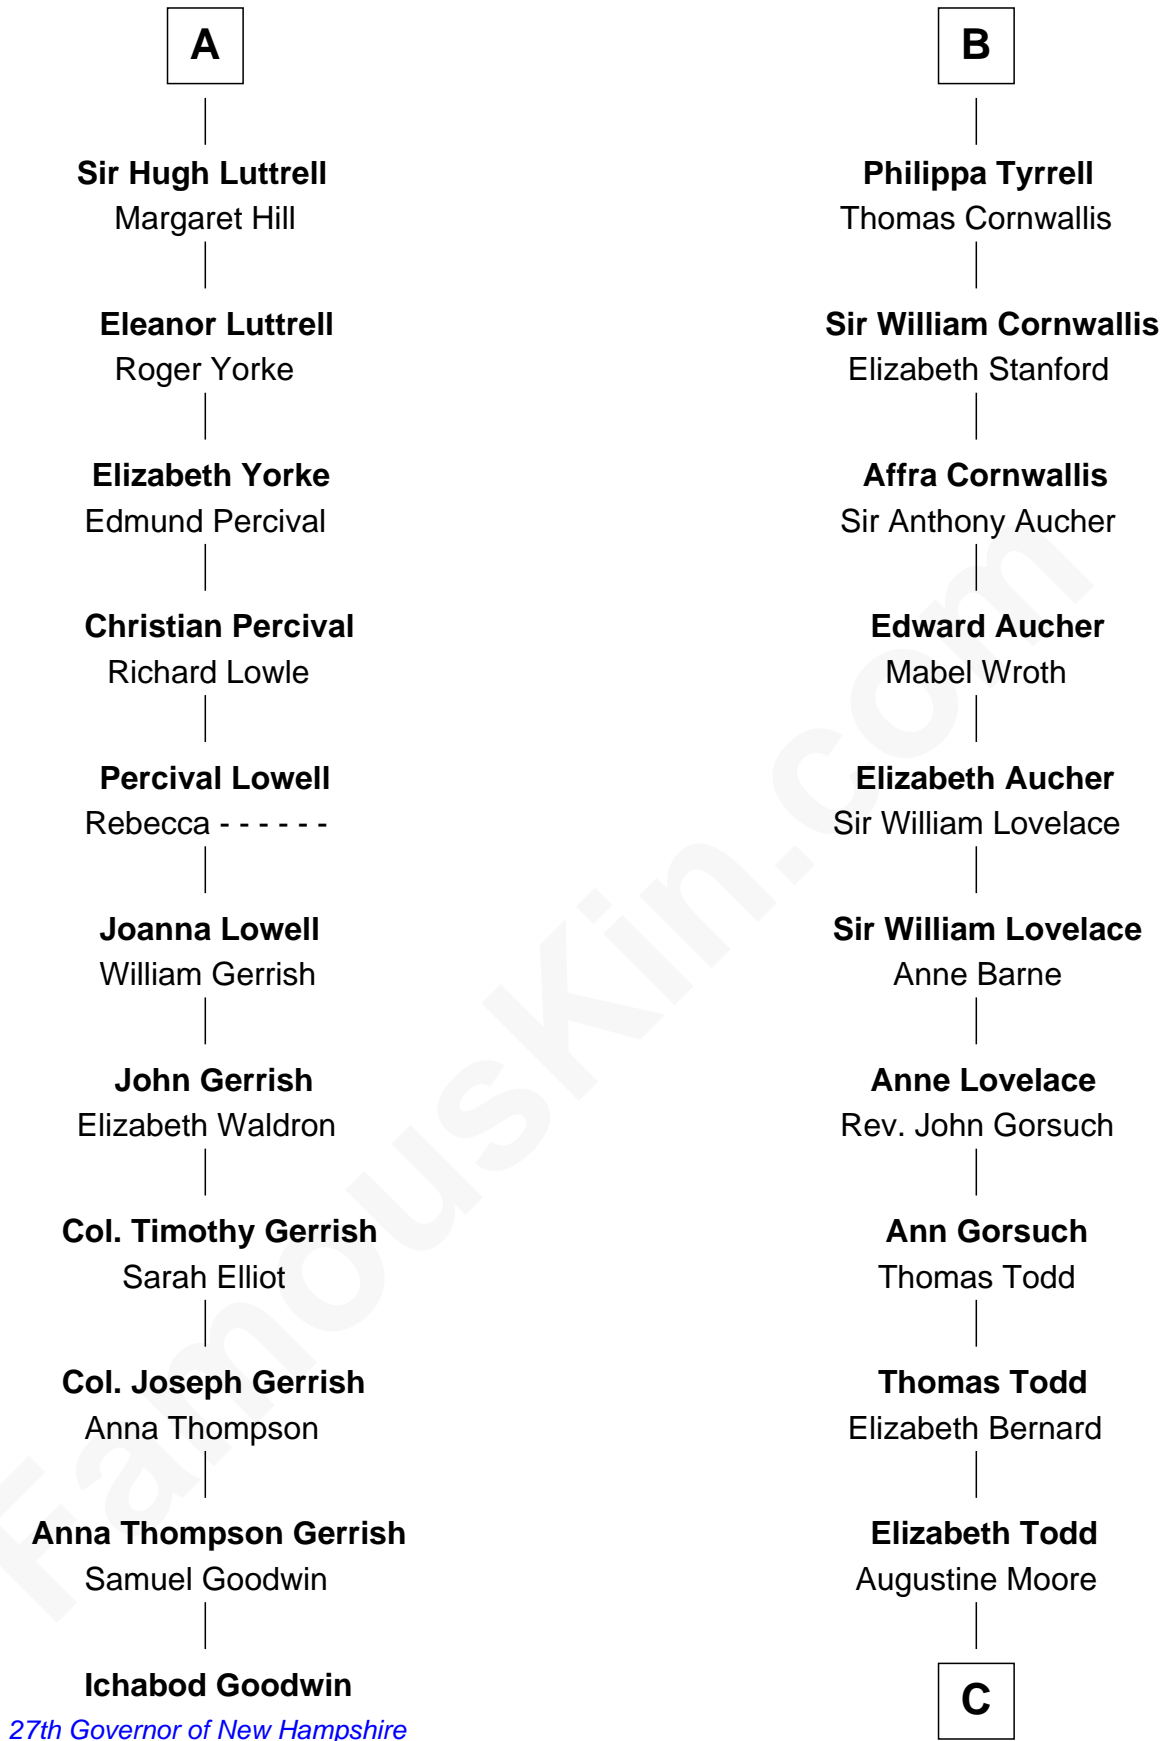 A
Sir Hugh Luttrell
Margaret Hill
Eleanor Luttrell
Roger Yorke
Elizabeth Yorke
Edmund Percival
Christian Percival
Richard Lowle
Percival Lowell
Rebecca - - - - - -
Joanna Lowell
William Gerrish
John Gerrish
Elizabeth Waldron
Col. Timothy Gerrish
Sarah Elliot
Col. Joseph Gerrish
Anna Thompson
Anna Thompson Gerrish
Samuel Goodwin
Ichabod Goodwin
27th Governor of New Hampshire
B
Philippa Tyrrell
Thomas Cornwallis
Sir William Cornwallis
Elizabeth Stanford
Affra Cornwallis
Sir Anthony Aucher
Edward Aucher
Mabel Wroth
Elizabeth Aucher
Sir William Lovelace
Sir William Lovelace
Anne Barne
Anne Lovelace
Rev. John Gorsuch
Ann Gorsuch
Thomas Todd
Thomas Todd
Elizabeth Bernard
Elizabeth Todd
Augustine Moore
C
FamousKin.com